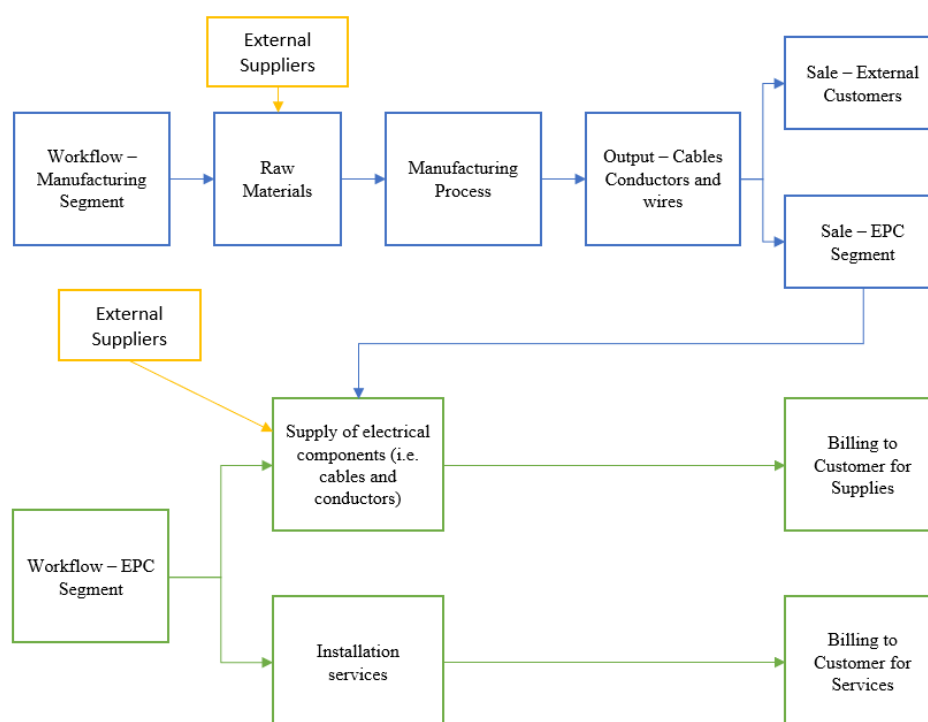 External
Suppliers
Sale – External
Customers
Workflow –
Manufacturing
Segment
Raw
Materials
Manufacturing
Process
Output – Cables
Conductors and
wires
Sale – EPC
Segment
External
Suppliers
Supply of electrical
components (i.e.
cables and
conductors)
Billing to
Customer for
Supplies
Workflow – EPC
Segment
Installation
services
Billing to
Customer for
Services